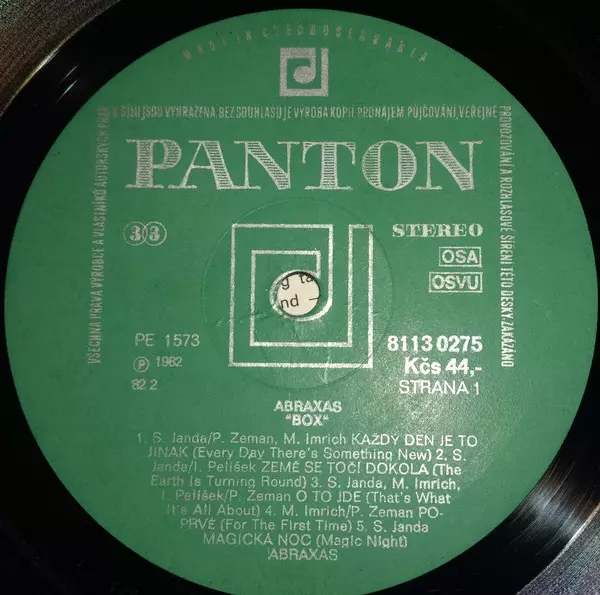 MADE IN CZECHOSLOVAKIA
VŠECHNA PRÁVA VÝROBCE A VLASTNÍKŮ AUTORSKÝCH PRÁV K DÍLU JSOU VYHRAZENA BEZ SOUHLASU JE VÝROBA KOPIÍ PRONÁJEM PŮJČOVÁNÍ, VEŘEJNÉ PROVOZOVÁNÍ A ROZHLASOVÉ ŠÍŘENÍ TÉTO DESKY ZAKÁZÁNO
PANTON
33
STEREO
OSA
OSVU
g ta
nd –
PE 1573
8113 0275
Ⓟ 1982
Kčs 44,-
82 2
STRANA 1
ABRAXAS
"BOX"
1. S. Janda/P. Zeman, M. Imrich KAŽDÝ DEN JE TO
JINAK (Every Day There's Something New) 2. S.
Janda/I. Pelíšek ZEMĚ SE TOČÍ DOKOLA (The
Earth Is Turning Round) 3. S. Janda, M. Imrich,
I. Pelíšek/P. Zeman O TO JDE (That's What
It's All About) 4. M. Imrich/P. Zeman PO-
PRVÉ (For The First Time) 5. S. Janda
MAGICKÁ NOC (Magic Night)
ABRAXAS